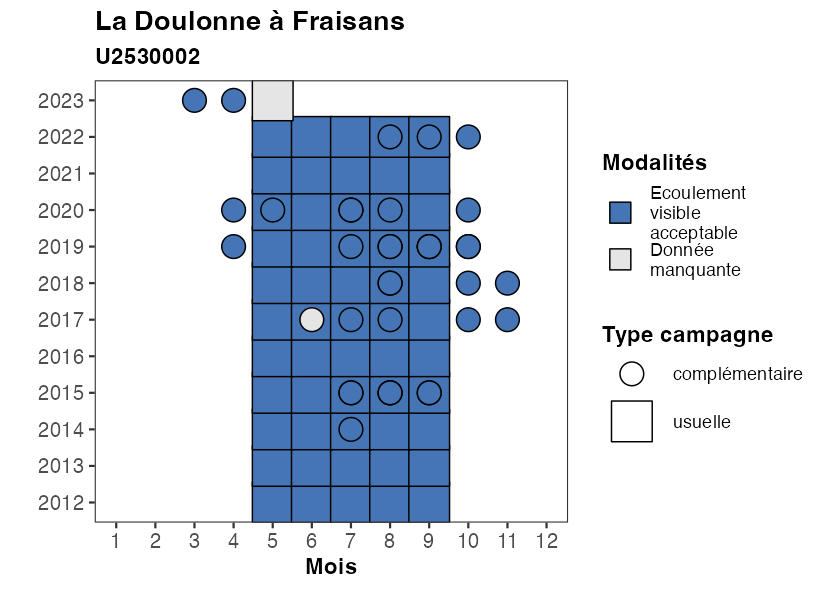 La Doulonne à Fraisans
U2530002
2023
2022
2021
2020
2019
2018
2017
2016
2015
2014
2013
2012
1 2 3 4 5 6 7 8 9 10 11 12
Mois
Modalités
Ecoulement
visible
acceptable
Donnée
manquante
Type campagne
complémentaire
usuelle